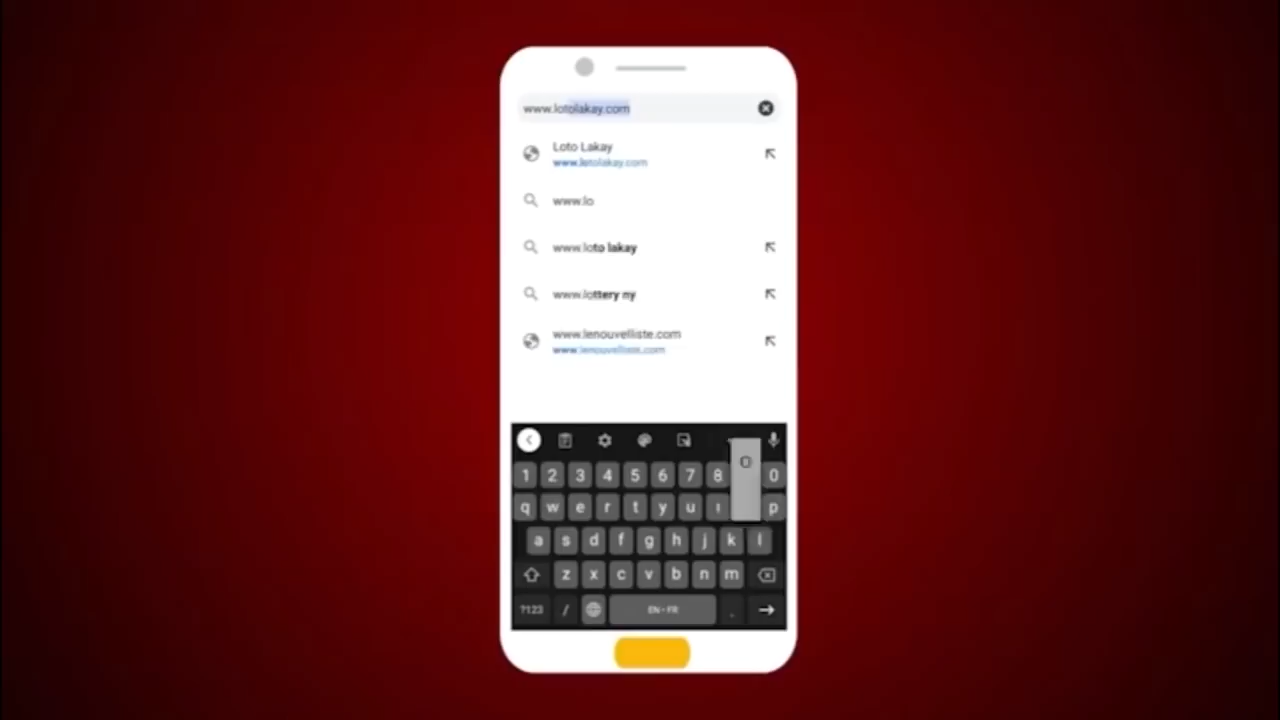 www.lotolakay.com
Loto Lakay
www.lotolakay.com
www.lo
www.loto lakay
www.lottery ny
www.lenouvelliste.com
www.lenouvelliste.com
1 2 3 4 5 6 7 8 0
q w e r t y u ı p
a s d f g h j k l
z x c v b n m
?123 / EN • FR .